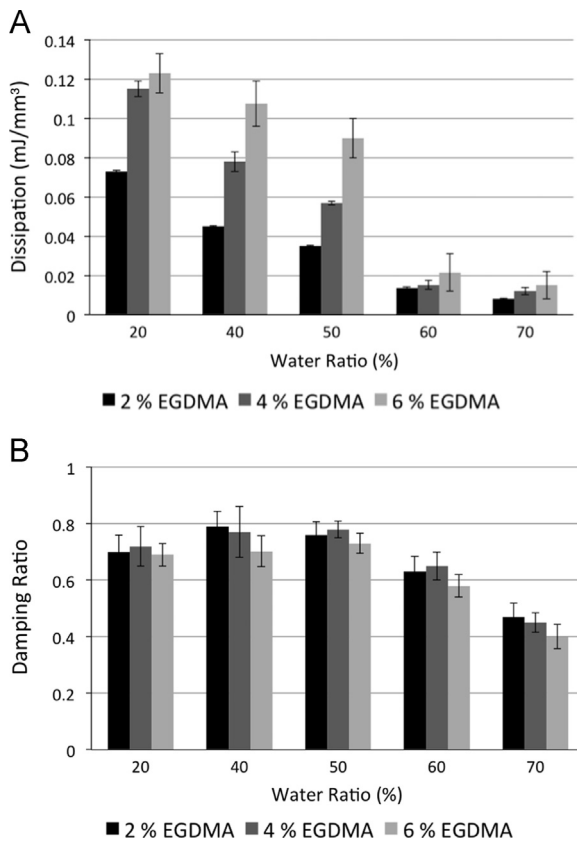 A
0.14
0.12
0.1
0.08
0.06
0.04
0.02
0
Dissipation (mJ/mm³)
20 40 50 60 70
Water Ratio (%)
2 % EGDMA 4 % EGDMA 6 % EGDMA
B
1
0.8
0.6
0.4
0.2
0
Damping Ratio
20 40 50 60 70
Water Ratio (%)
2 % EGDMA 4 % EGDMA 6 % EGDMA